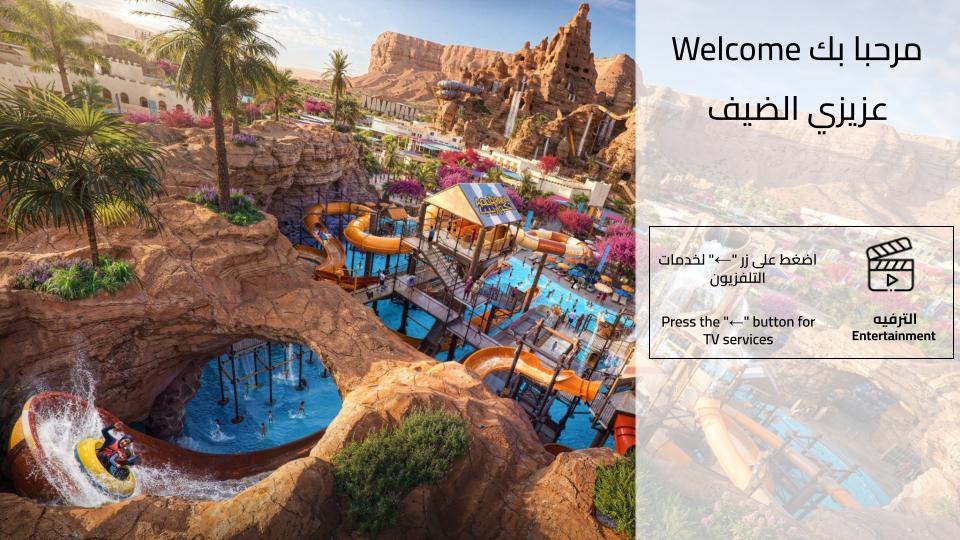 مرحبا بك Welcome
عزيزي الضيف
اضغط على زر "←" لخدمات
التلفزيون
Press the "←" button for
TV services
الترفيه
Entertainment